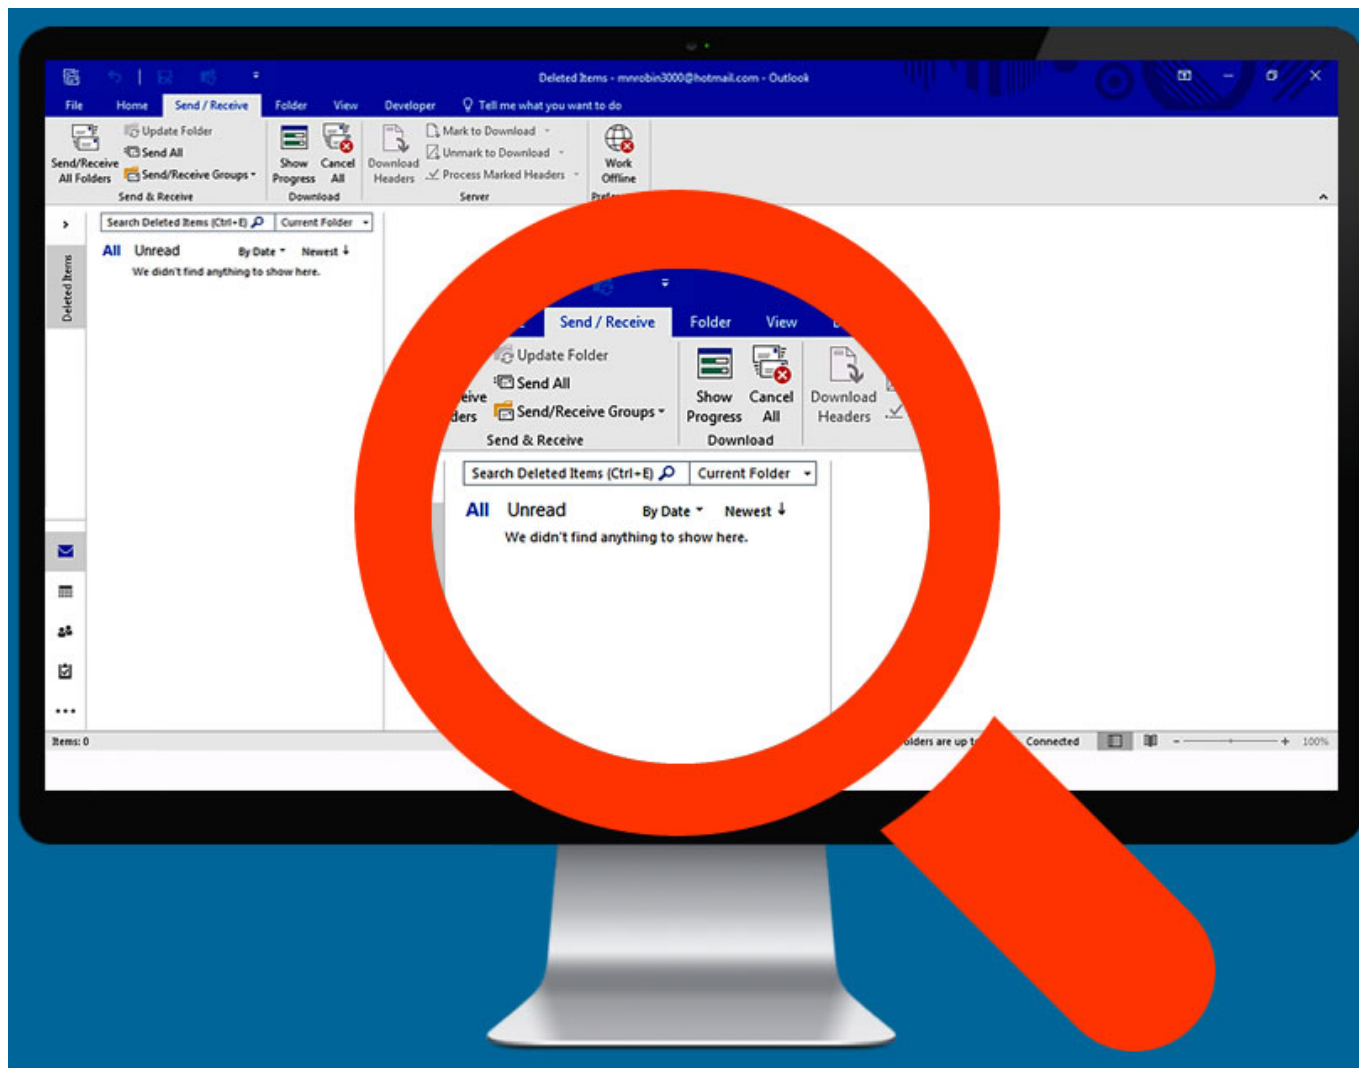 Deleted Items - mnrobin3000@hotmail.com - Outlook
File Home Send / Receive Folder View Developer Tell me what you want to do
Send/Receive All Folders
Update Folder
Send All
Send/Receive Groups
Send & Receive
Show Progress
Cancel All
Download
Download Headers
Mark to Download
Unmark to Download
Process Marked Headers
Server
Work Offline
Search Deleted Items (Ctrl+E) Current Folder
All Unread By Date Newest
We didn't find anything to show here.
Deleted Items
Send / Receive Folder View
Update Folder
Send All
Send/Receive Groups
Send & Receive
Show Progress
Cancel All
Download
Download Headers
Search Deleted Items (Ctrl+E) Current Folder
All Unread By Date Newest
We didn't find anything to show here.
Items: 0
olders are up t Connected 100%